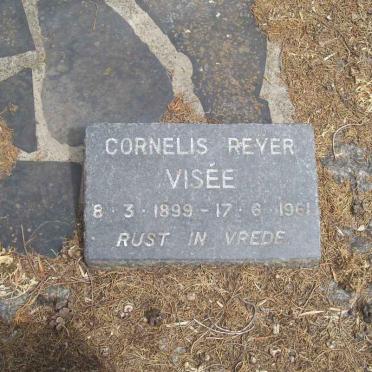 CORNELIS REYER
VISÉE
8 · 3 · 1899 - 17 · 6 · 1961
RUST IN VREDE.